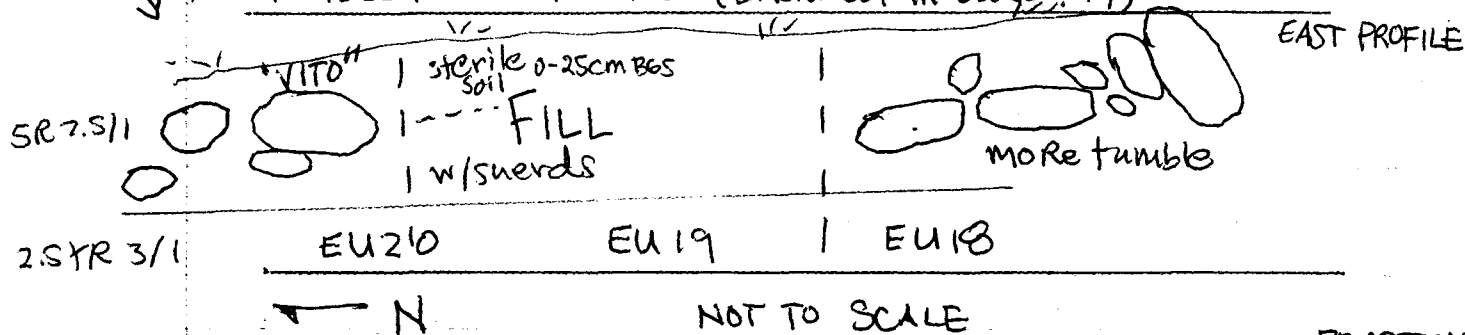 EAST PROFILE
"VITO"
sterile 0-25cm BGS
soil
5R 2.5/1
FILL
more tumble
w/sherds
2.5YR 3/1
EU20
EU19
EU18
N
NOT TO SCALE